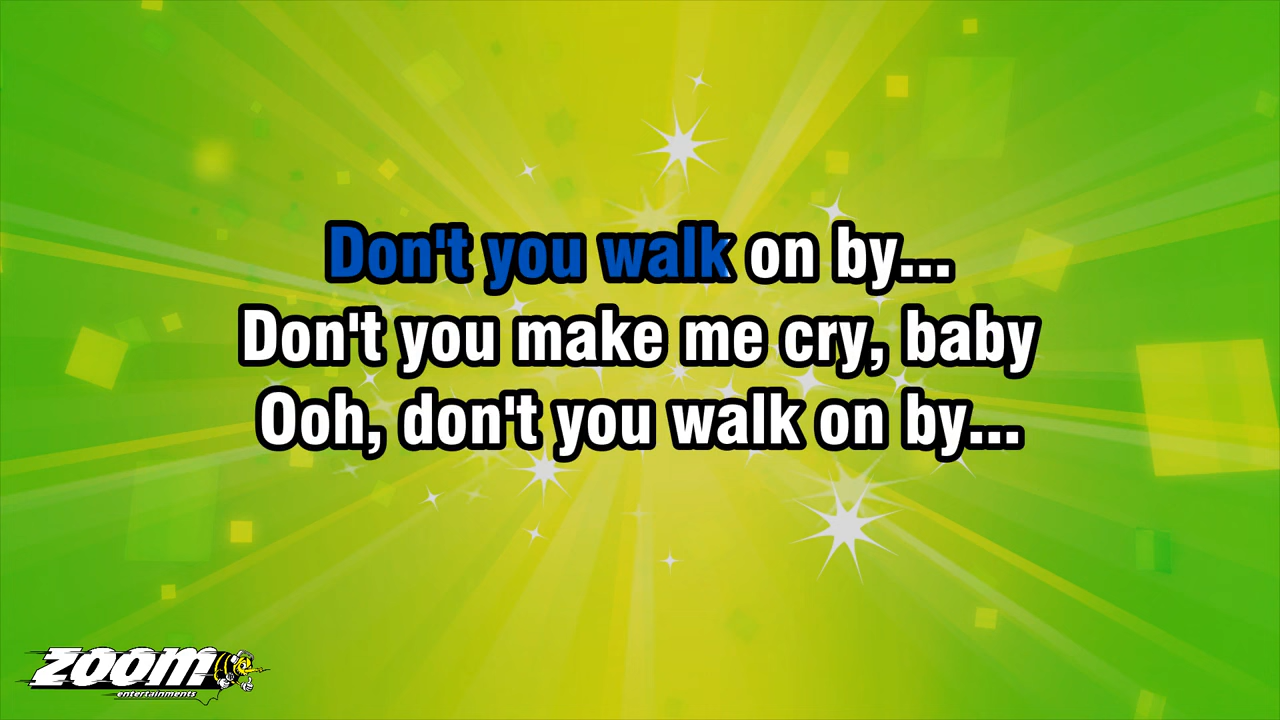 Don't you walk on by...
Don't you make me cry, baby
Ooh, don't you walk on by...
zoom
entertainments